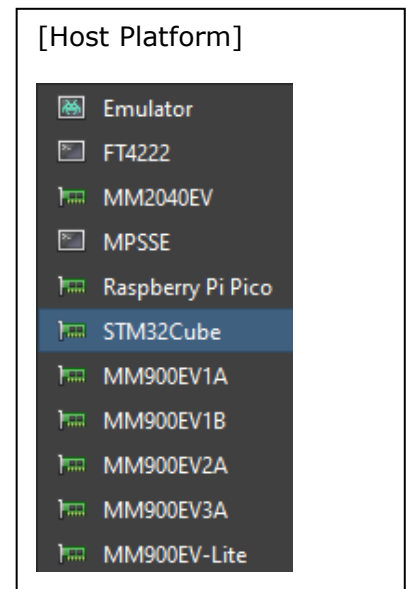 [Host Platform]
Emulator
FT4222
MM2040EV
MPSSE
Raspberry Pi Pico
STM32Cube
MM900EV1A
MM900EV1B
MM900EV2A
MM900EV3A
MM900EV-Lite